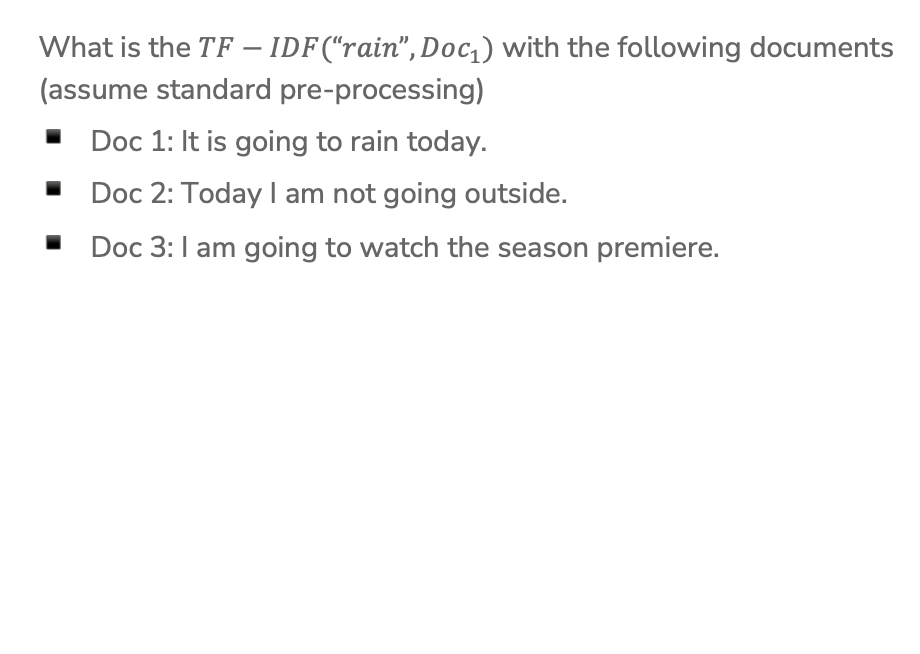 What is the TF − IDF(“rain”, Doc₁) with the following documents
(assume standard pre-processing)
▪ Doc 1: It is going to rain today.
▪ Doc 2: Today I am not going outside.
▪ Doc 3: I am going to watch the season premiere.